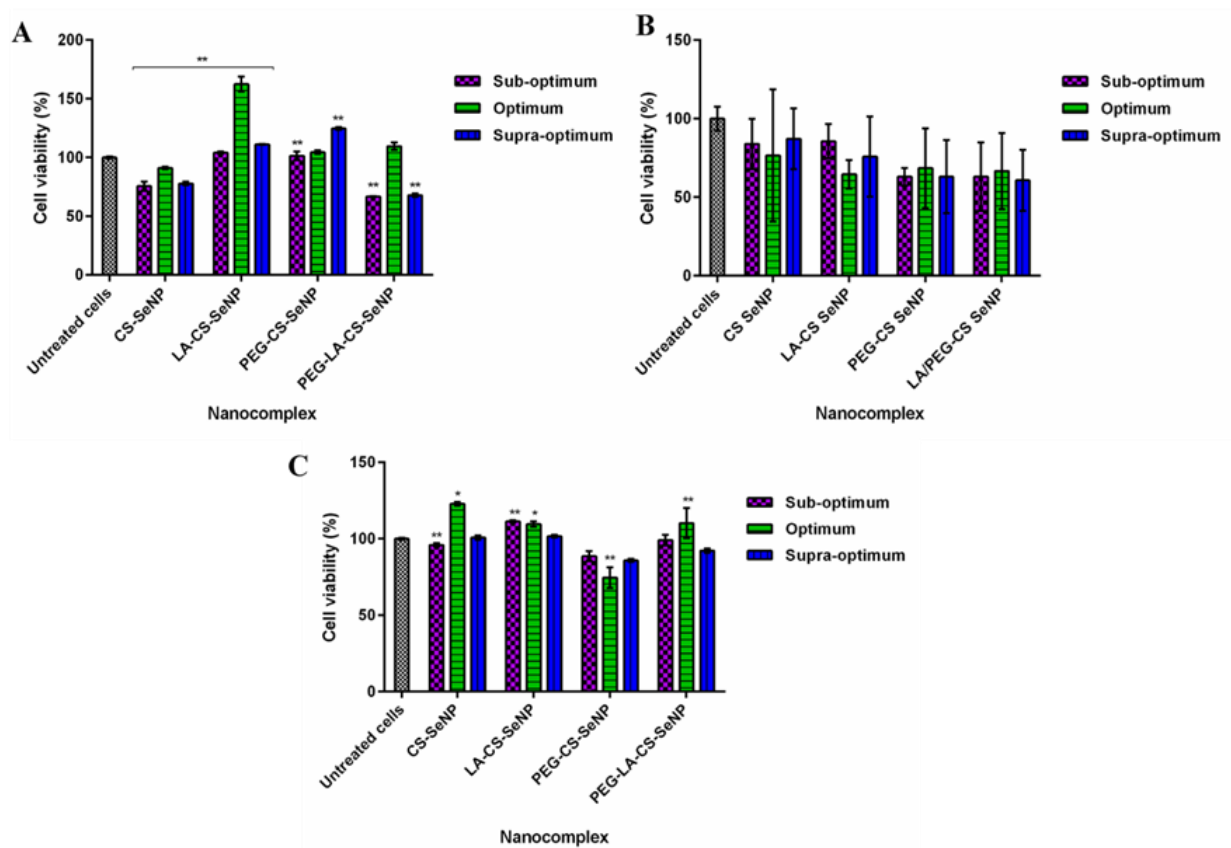 A
Cell viability (%)
200
150
100
50
0
**
**
**
**
**
Sub-optimum
Optimum
Supra-optimum
Untreated cells
CS-SeNP
LA-CS-SeNP
PEG-CS-SeNP
PEG-LA-CS-SeNP
Nanocomplex
B
Cell viability (%)
150
100
50
0
Sub-optimum
Optimum
Supra-optimum
Untreated cells
CS SeNP
LA-CS SeNP
PEG-CS SeNP
LA/PEG-CS SeNP
Nanocomplex
C
Cell viability (%)
150
100
50
0
**
*
**
*
**
**
Sub-optimum
Optimum
Supra-optimum
Untreated cells
CS-SeNP
LA-CS-SeNP
PEG-CS-SeNP
PEG-LA-CS-SeNP
Nanocomplex